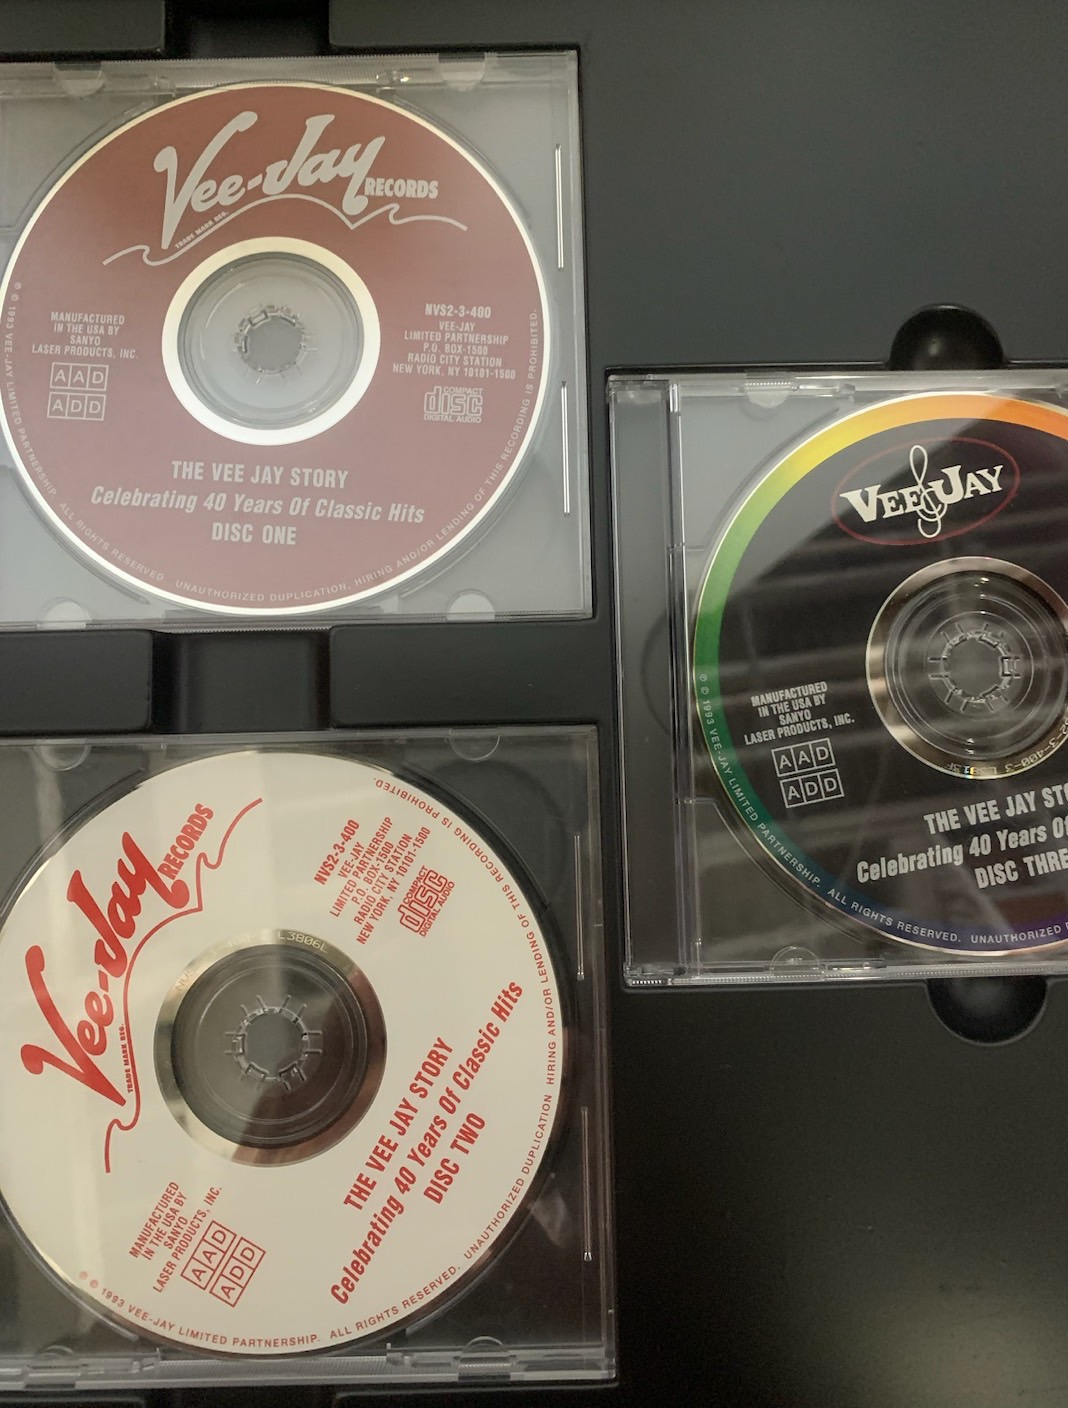 Vee-Jay RECORDS
TRADE MARK REG.
MANUFACTURED
IN THE USA BY
SANYO
LASER PRODUCTS, INC.
AAD
ADD
NVS2-3-400
VEE-JAY
LIMITED PARTNERSHIP
P.O. BOX-1500
RADIO CITY STATION
NEW YORK, NY 10101-1500
COMPACT
disc
DIGITAL AUDIO
THE VEE JAY STORY
Celebrating 40 Years Of Classic Hits
DISC ONE
℗ © 1993 VEE-JAY LIMITED PARTNERSHIP. ALL RIGHTS RESERVED UNAUTHORIZED DUPLICATION, HIRING AND/OR LENDING OF THIS RECORDING IS PROHIBITED.
VEE JAY
MANUFACTURED
IN THE USA BY
SANYO
LASER PRODUCTS, INC.
AAD
ADD
THE VEE JAY STO
Celebrating 40 Years Of
DISC THREE
℗ © 1993 VEE-JAY LIMITED PARTNERSHIP. ALL RIGHTS RESERVED. UNAUTHORIZED
Vee-Jay RECORDS
TRADE MARK REG.
NVS2-3-400
VEE-JAY
LIMITED PARTNERSHIP
P.O. BOX-1500
RADIO CITY STATION
NEW YORK, NY 10101-1500
COMPACT
disc
DIGITAL AUDIO
L3806L
MANUFACTURED
IN THE USA BY
SANYO
LASER PRODUCTS, INC.
AAD
ADD
THE VEE JAY STORY
Celebrating 40 Years Of Classic Hits
DISC TWO
℗ © 1993 VEE-JAY LIMITED PARTNERSHIP. ALL RIGHTS RESERVED. UNAUTHORIZED DUPLICATION HIRING AND/OR LENDING OF THIS RECORDING IS PROHIBITED.